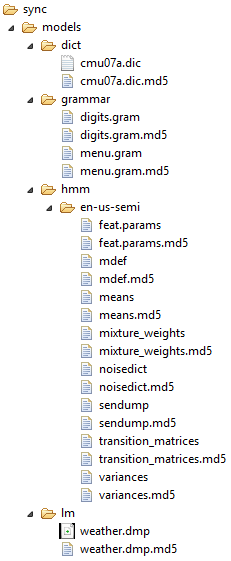 sync
models
dict
cmu07a.dic
cmu07a.dic.md5
grammar
digits.gram
digits.gram.md5
menu.gram
menu.gram.md5
hmm
en-us-semi
feat.params
feat.params.md5
mdef
mdef.md5
means
means.md5
mixture_weights
mixture_weights.md5
noisedict
noisedict.md5
sendump
sendump.md5
transition_matrices
transition_matrices.md5
variances
variances.md5
lm
weather.dmp
weather.dmp.md5